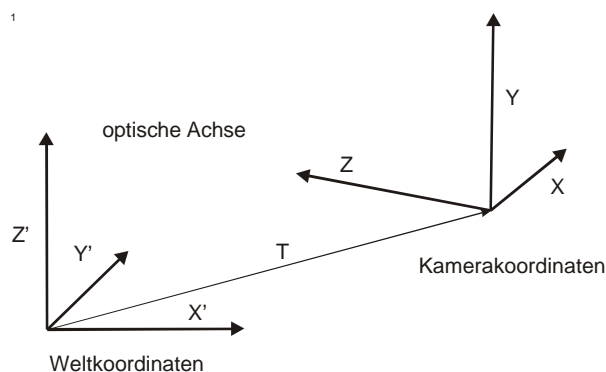 1
Y
optische Achse
Z
X
Z'
Y'
T
Kamerakoordinaten
X'
Weltkoordinaten